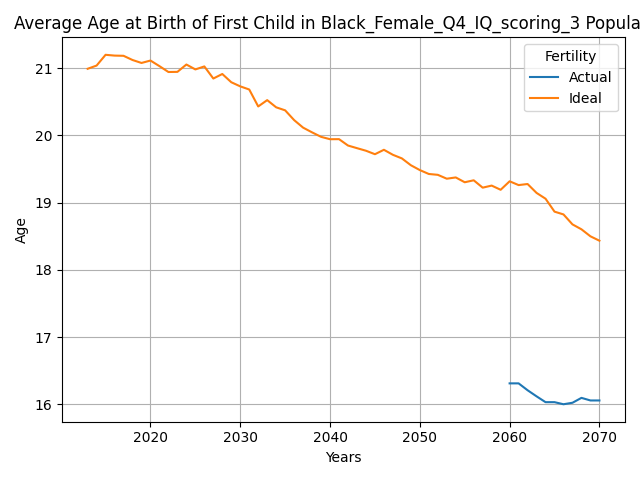 Average Age at Birth of First Child in Black_Female_Q4_IQ_scoring_3 Popula
Fertility
Actual
Ideal
21
20
19
18
17
16
Age
2020 2030 2040 2050 2060 2070
Years